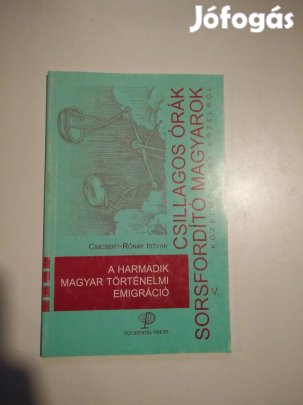 Jófogás
CSICSERY-RÓNAY ISTVÁN
A HARMADIK
MAGYAR TÖRTÉNELMI
EMIGRÁCIÓ
OCCIDENTAL PRESS
CSILLAGOS ÓRÁK
SORSFORDÍTÓ MAGYAROK
V.